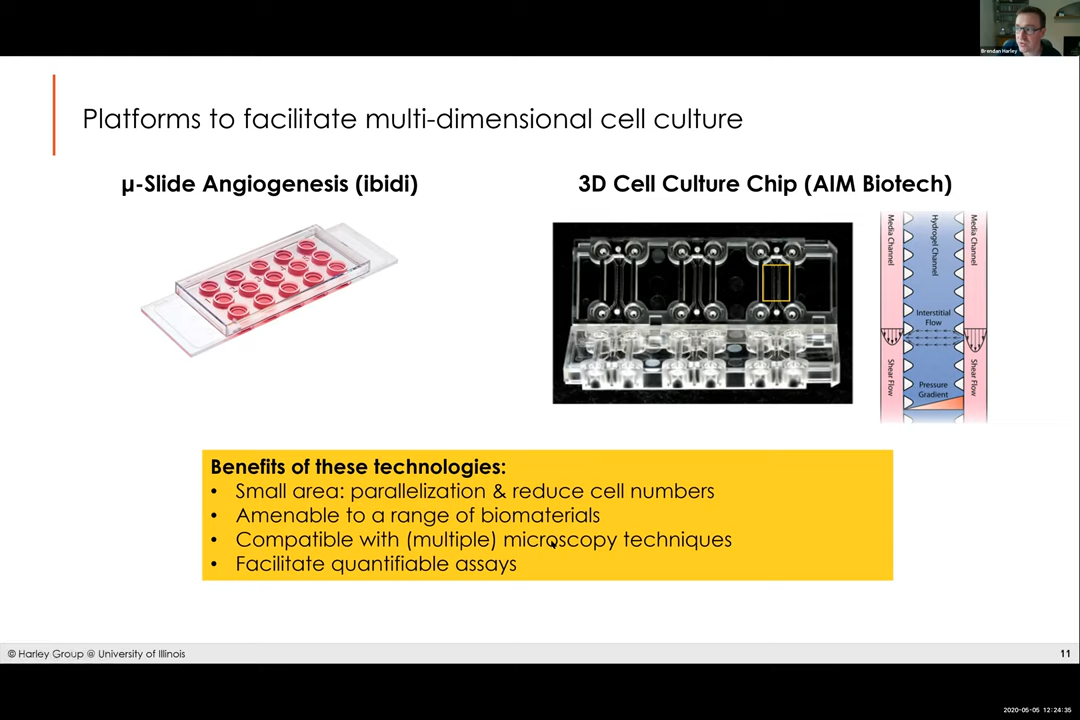 Brendan Harley
Platforms to facilitate multi-dimensional cell culture
µ-Slide Angiogenesis (ibidi)
3D Cell Culture Chip (AIM Biotech)
Media Channel
Hydrogel Channel
Media Channel
Interstitial
Flow
Shear Flow
Pressure
Gradient
Shear Flow
Benefits of these technologies:
• Small area: parallelization & reduce cell numbers
• Amenable to a range of biomaterials
• Compatible with (multiple) microscopy techniques
• Facilitate quantifiable assays
© Harley Group @ University of Illinois
11
2020-05-05 12:24:35